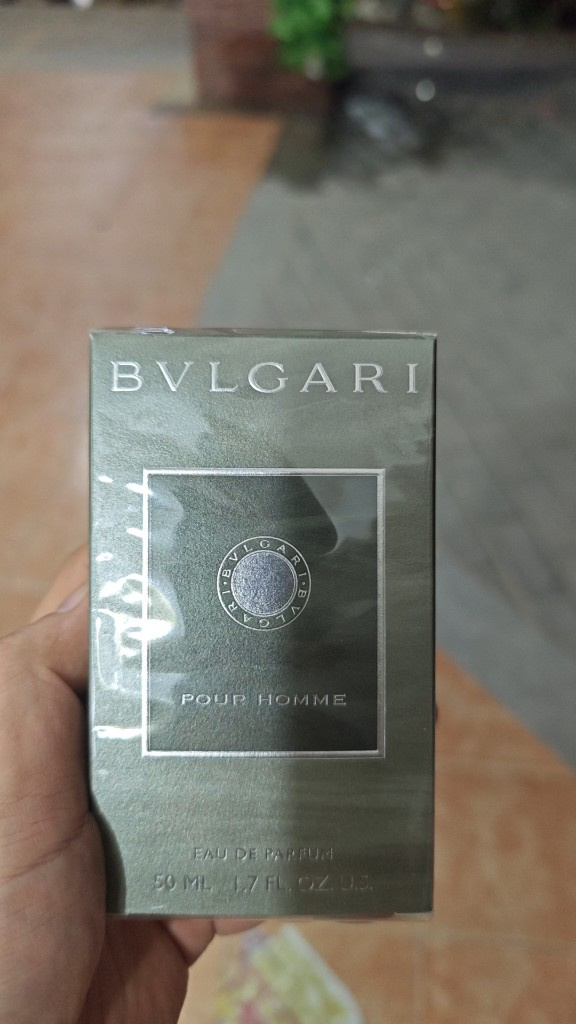 BVLGARI
BVLGARI · BVLGARI ·
POUR HOMME
EAU DE PARFUM
50 ML 1.7 FL. OZ. U.S.